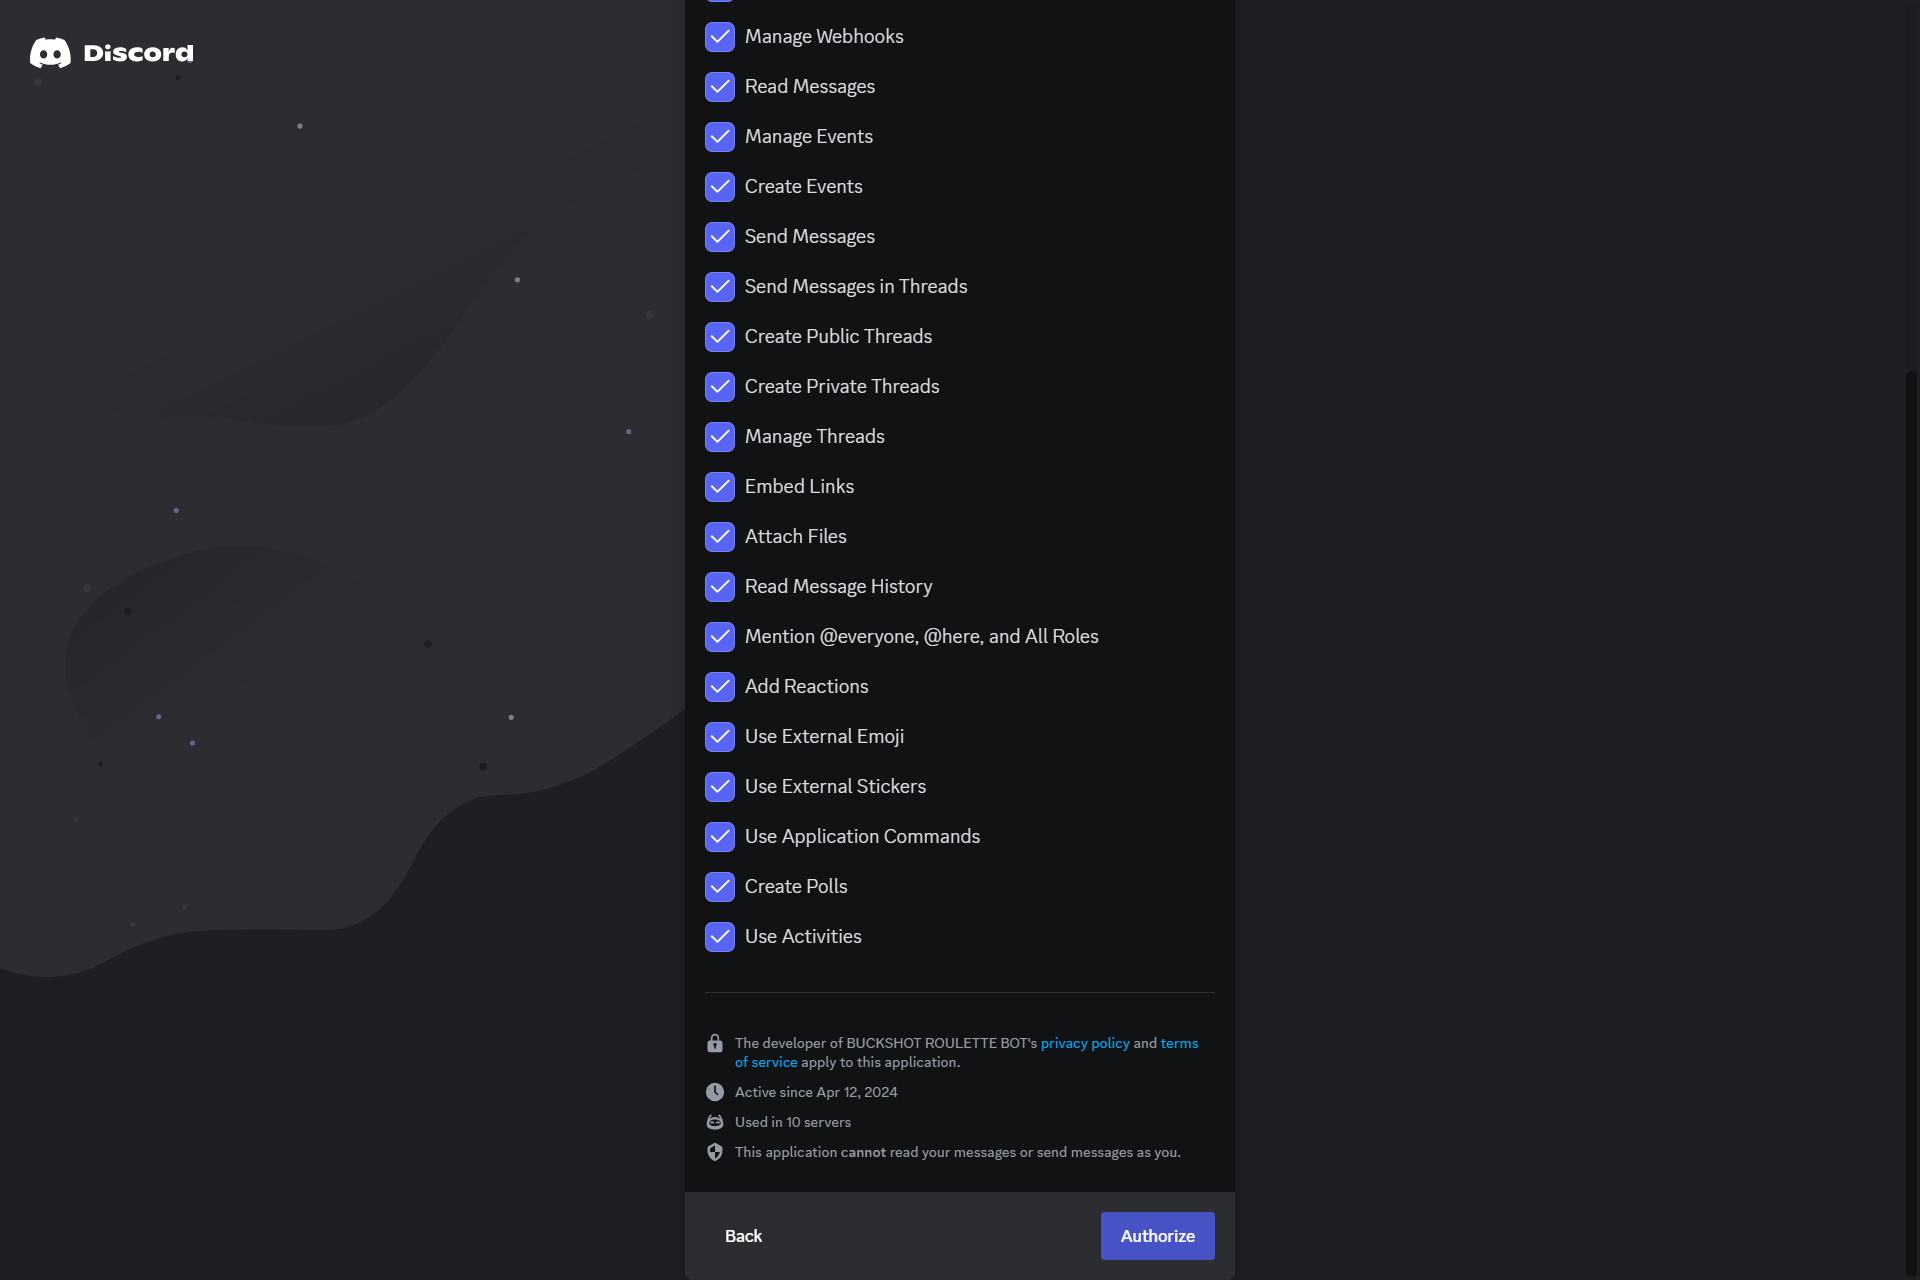 Discord
Manage Webhooks
Read Messages
Manage Events
Create Events
Send Messages
Send Messages in Threads
Create Public Threads
Create Private Threads
Manage Threads
Embed Links
Attach Files
Read Message History
Mention @everyone, @here, and All Roles
Add Reactions
Use External Emoji
Use External Stickers
Use Application Commands
Create Polls
Use Activities
The developer of BUCKSHOT ROULETTE BOT's privacy policy and terms
of service apply to this application.
Active since Apr 12, 2024
Used in 10 servers
This application cannot read your messages or send messages as you.
Back
Authorize